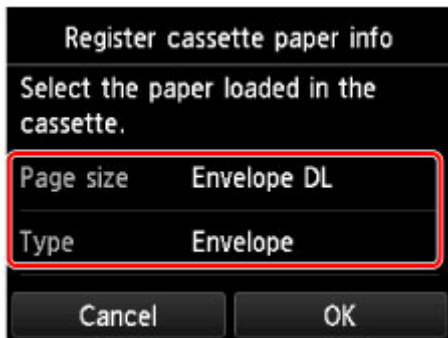 Register cassette paper info
Select the paper loaded in the
cassette.
Page size Envelope DL
Type Envelope
Cancel OK